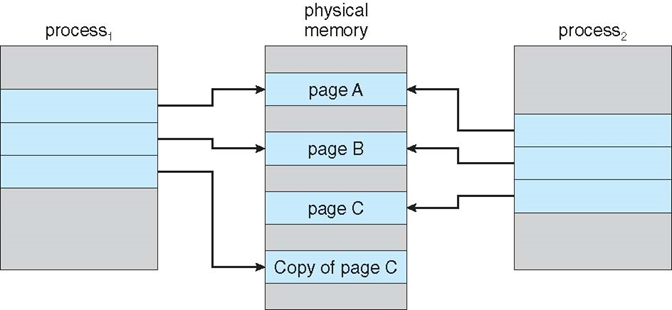 process₁
physical
memory
process₂
page A
page B
page C
Copy of page C